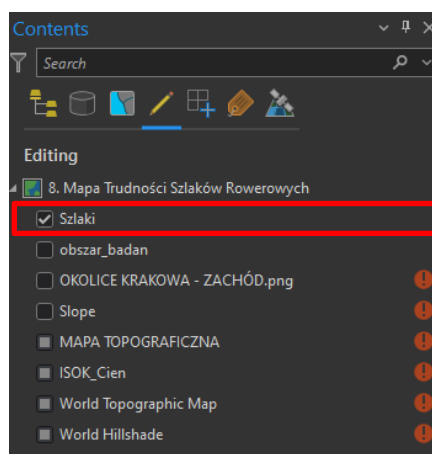 Contents
Search
Editing
8. Mapa Trudności Szlaków Rowerowych
Szlaki
obszar_badan
OKOLICE KRAKOWA - ZACHÓD.png
Slope
MAPA TOPOGRAFICZNA
ISOK_Cien
World Topographic Map
World Hillshade